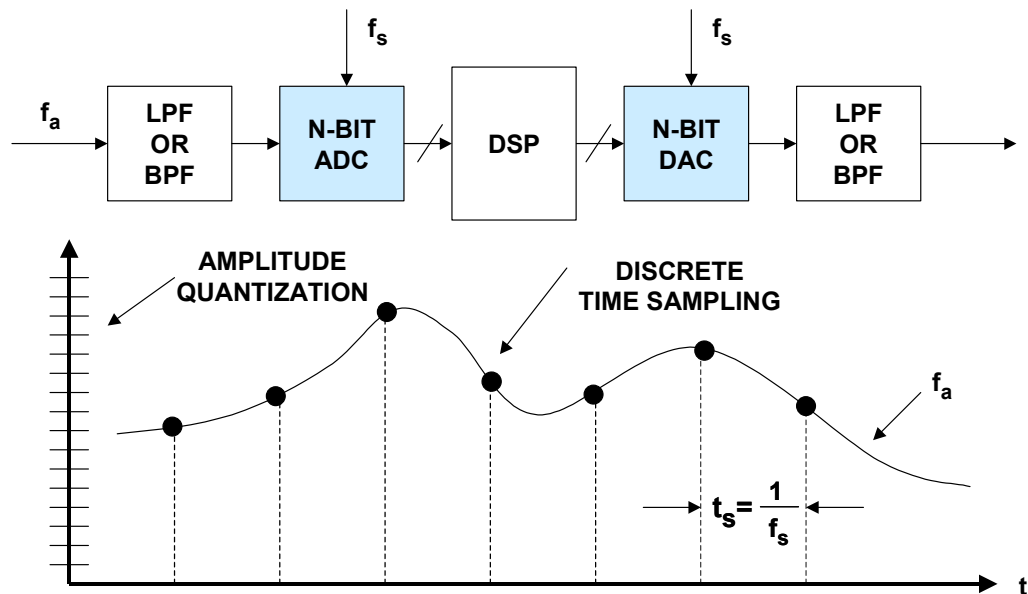 fs
fs
fa
LPF
OR
BPF
N-BIT
ADC
DSP
N-BIT
DAC
LPF
OR
BPF
AMPLITUDE
QUANTIZATION
DISCRETE
TIME SAMPLING
fa
ts= 1
fs
t